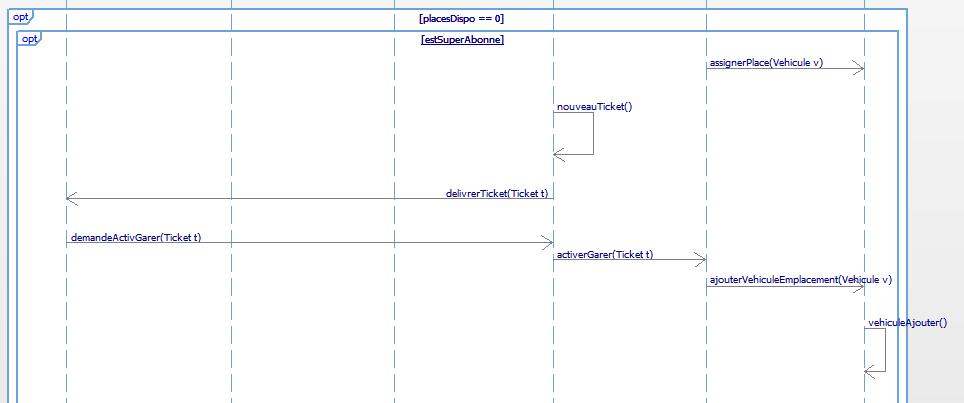 opt
[placesDispo == 0]
opt
[estSuperAbonne]
assignerPlace(Vehicule v)
nouveauTicket()
delivrerTicket(Ticket t)
demandeActivGarer(Ticket t)
activerGarer(Ticket t)
ajouterVehiculeEmplacement(Vehicule v)
vehiculeAjouter()